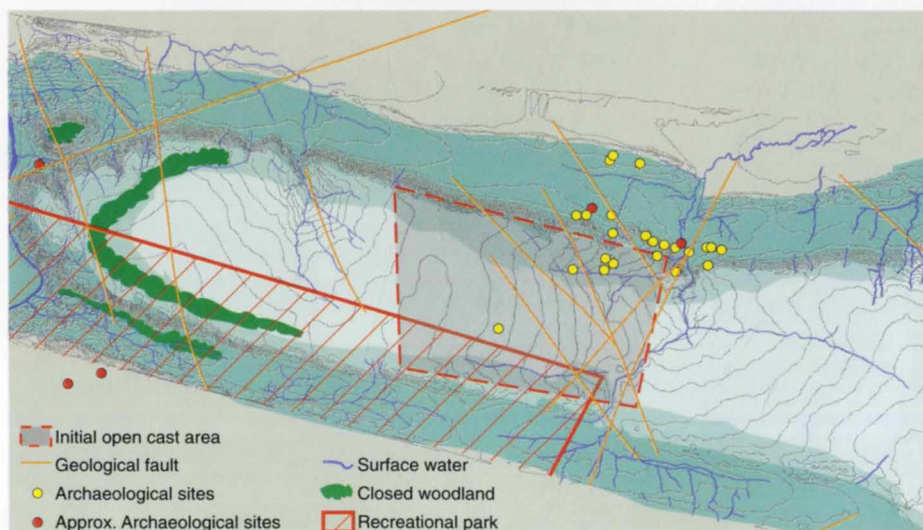 Initial open cast area
Geological fault
Surface water
Archaeological sites
Closed woodland
Approx. Archaeological sites
Recreational park